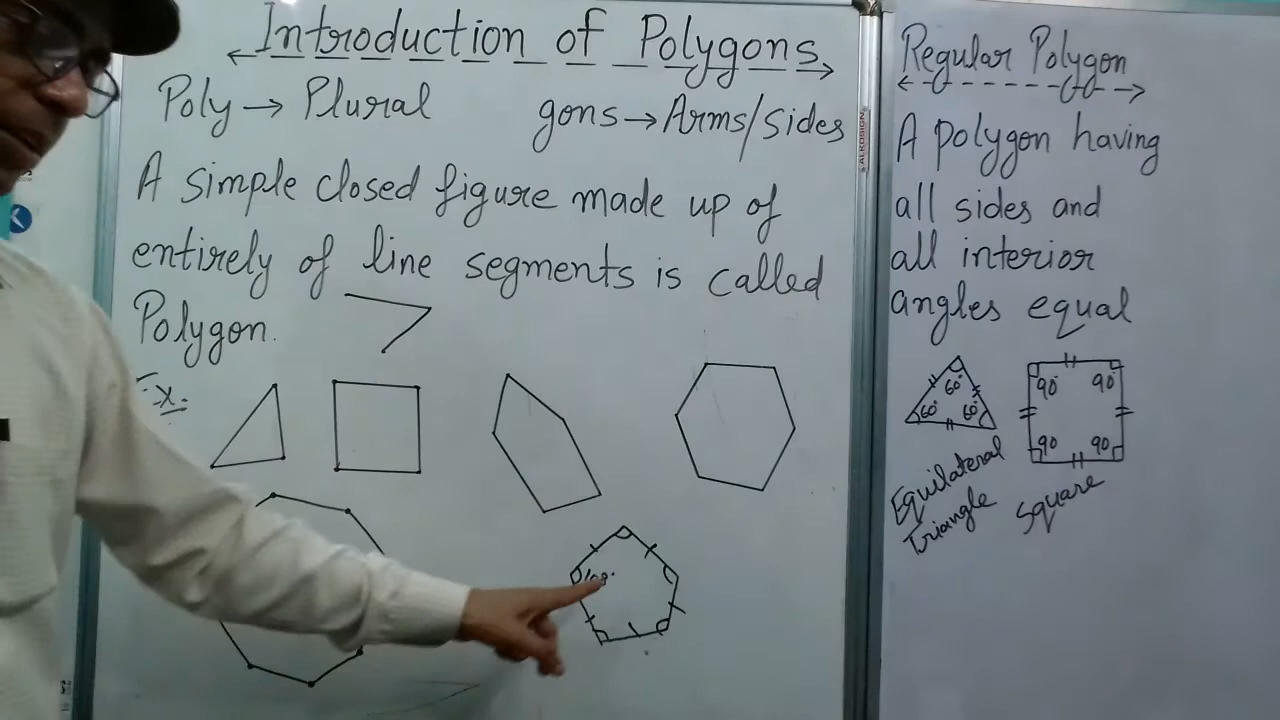 Introduction of Polygons
Poly → Plural gons → Arms/Sides
A simple closed figure made up of
entirely of line segments is called
Polygon.
Ex.
108°
ALKOSIGN
Regular Polygon
A polygon having
all sides and
all interior
angles equal
60°
60° 60°
90° 90°
90 90
Equilateral
Triangle
Square